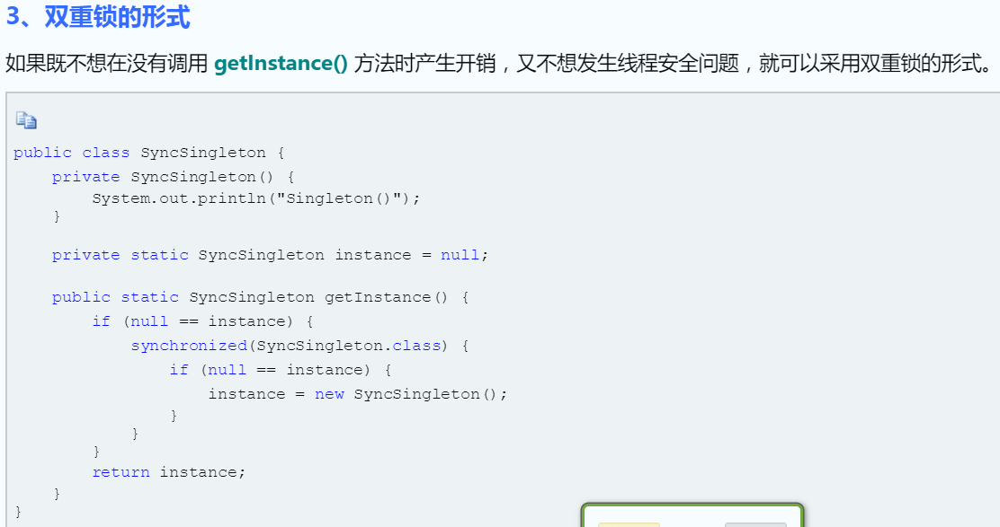 3、双重锁的形式
如果既不想在没有调用 getInstance() 方法时产生开销，又不想发生线程安全问题，就可以采用双重锁的形式。
public class SyncSingleton {
    private SyncSingleton() {
        System.out.println("Singleton()");
    }
    private static SyncSingleton instance = null;
    public static SyncSingleton getInstance() {
        if (null == instance) {
            synchronized(SyncSingleton.class) {
                if (null == instance) {
                    instance = new SyncSingleton();
                }
            }
        }
        return instance;
    }
}